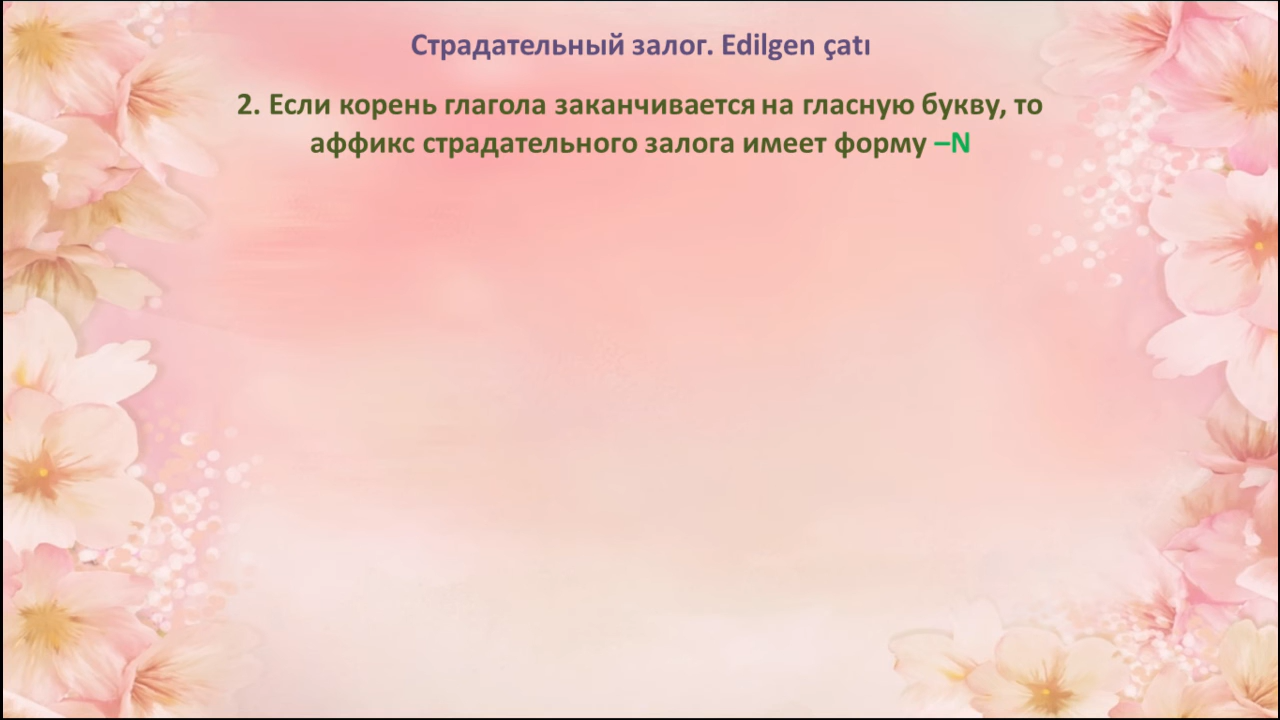 Страдательный залог. Edilgen çatı
2. Если корень глагола заканчивается на гласную букву, то
аффикс страдательного залога имеет форму –N